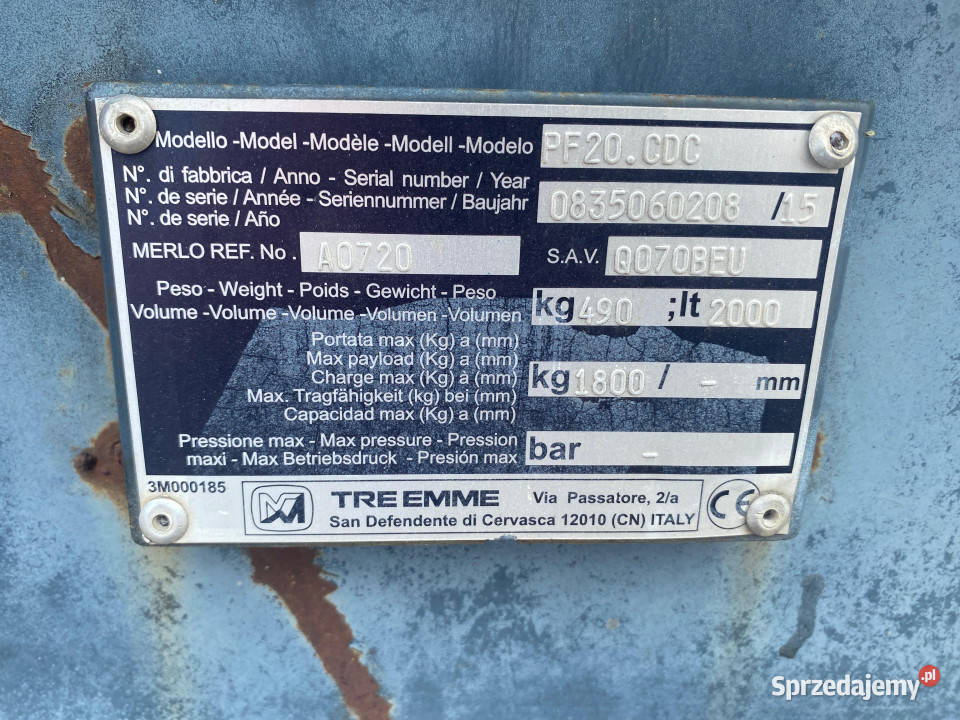 Modello -Model -Modèle -Modell -Modelo PF20.CDC
N°. di fabbrica / Anno - Serial number / Year
N°. de serie / Année - Seriennummer / Baujahr 0835060208 /15
N°. de serie / Año
MERLO REF. No. A0720 S.A.V. Q070BEU
Peso - Weight - Poids - Gewicht - Peso
Volume -Volume -Volume -Volumen -Volumen kg 490 ;lt 2000
Portata max (Kg) a (mm)
Max payload (Kg) a (mm)
Charge max (Kg) à (mm) kg 1800 / - mm
Max. Tragfähigkeit (kg) bei (mm)
Capacidad max (Kg) a (mm)
Pressione max - Max pressure - Pression
maxi - Max Betriebsdruck - Presión max bar -
3M000185
TRE EMME Via Passatore, 2/a CE
San Defendente di Cervasca 12010 (CN) ITALY
Sprzedajemy.pl